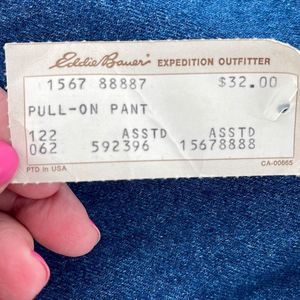 Eddie Bauer EXPEDITION OUTFITTER
1567 88887 $32.00
PULL-ON PANT
122 ASSTD ASSTD
062 592396 15678888
PTD IN USA CA-00665